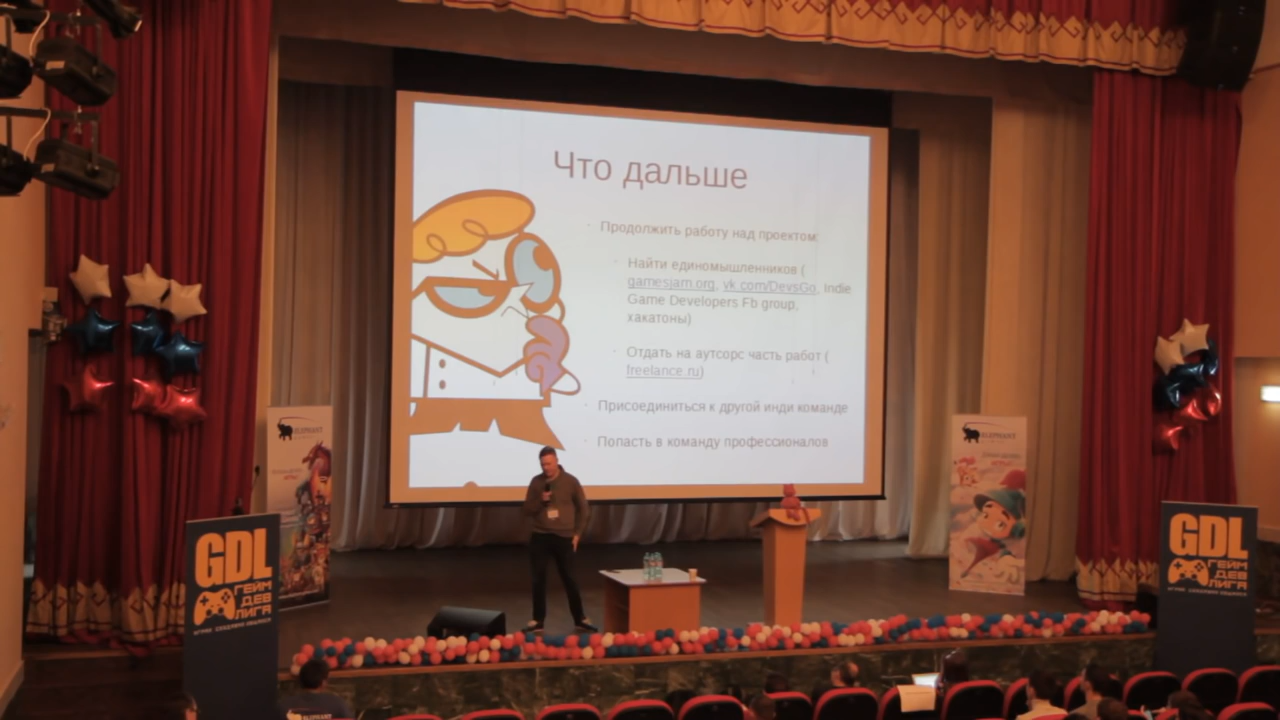 Что дальше
Продолжить работу над проектом:
Найти единомышленников (
gamesjam.org, vk.com/DevsGo, Indie
Game Developers Fb group,
хакатоны)
Отдать на аутсорс часть работ (
freelance.ru)
Присоединиться к другой инди команде
Попасть в команду профессионалов
ELEPHANT
ELEPHANT
GDL
ГЕЙМ
ДЕВ
ЛИГА
GDL
ГЕЙМ
ДЕВ
ЛИГА